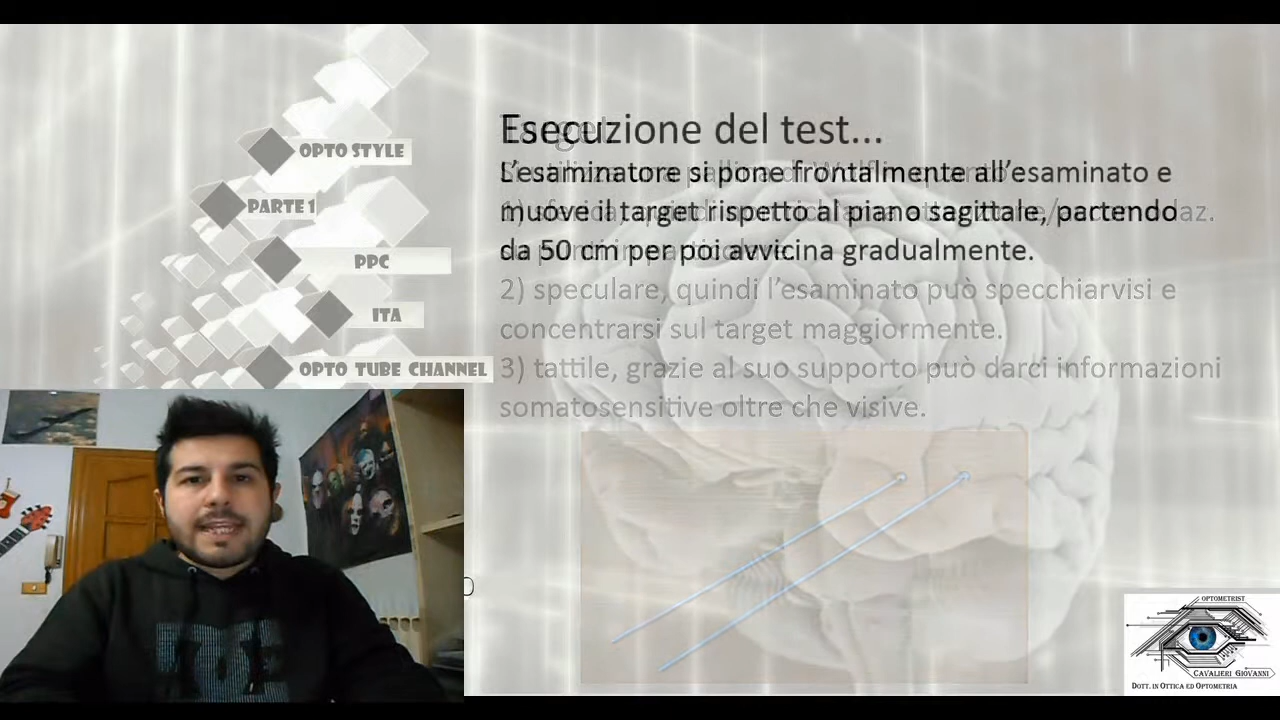 OPTO STYLE
PARTE 1
PPC
ITA
OPTO TUBE CHANNEL
Esecuzione del test...
L'esaminatore si pone frontalmente all'esaminato e
muove il target rispetto al piano sagittale, partendo
da 50 cm per poi avvicina gradualmente.
2) speculare, quindi l'esaminato può specchiarvisi e
concentrarsi sul target maggiormente.
3) tattile, grazie al suo supporto può darci informazioni
somatosensitive oltre che visive.
OPTOMETRIST
CAVALIERI GIOVANNI
DOTT. IN OTTICA ED OPTOMETRIA